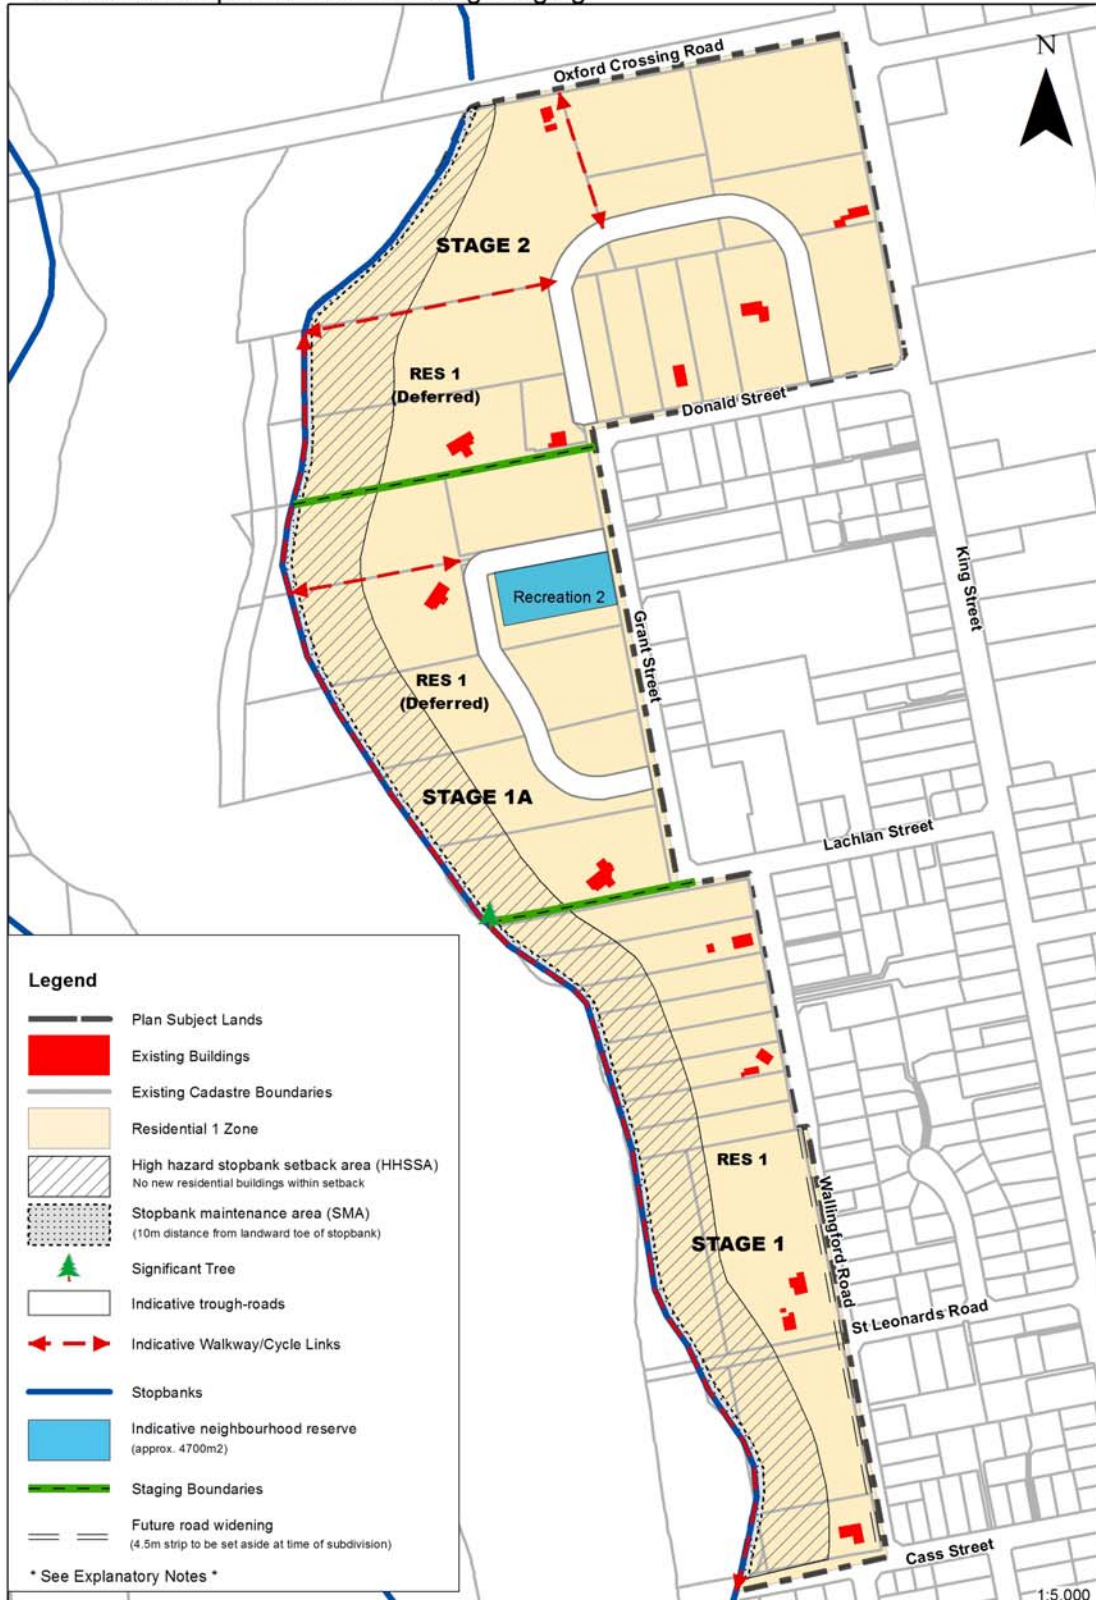 Oxford Crossing Road
N
STAGE 2
RES 1
(Deferred)
Donald Street
King Street
Recreation 2
Grant Street
RES 1
(Deferred)
STAGE 1A
Lachlan Street
RES 1
Wallingford Road
STAGE 1
St Leonards Road
Cass Street
1:5,000
Legend
Plan Subject Lands
Existing Buildings
Existing Cadastre Boundaries
Residential 1 Zone
High hazard stopbank setback area (HHSSA)
No new residential buildings within setback
Stopbank maintenance area (SMA)
(10m distance from landward toe of stopbank)
Significant Tree
Indicative trough-roads
Indicative Walkway/Cycle Links
Stopbanks
Indicative neighbourhood reserve
(approx. 4700m2)
Staging Boundaries
Future road widening
(4.5m strip to be set aside at time of subdivision)
* See Explanatory Notes *